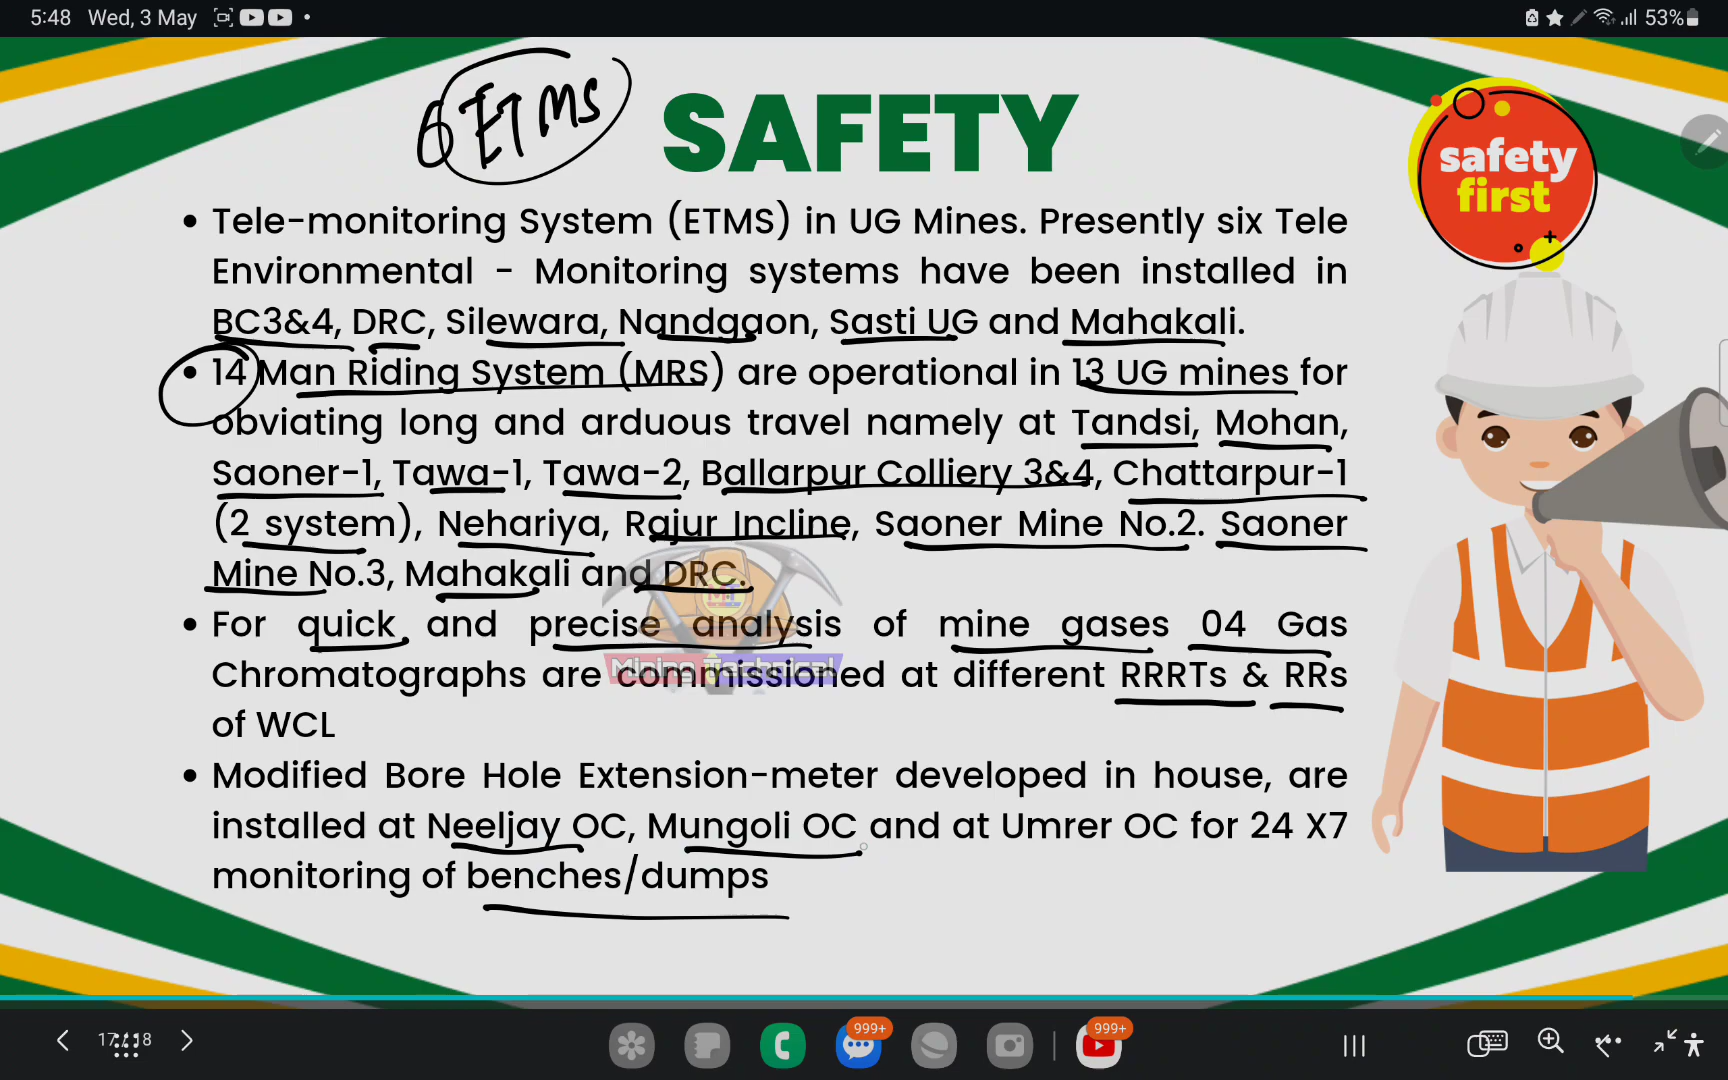 5:48 Wed, 3 May
53%
6 ETMS
SAFETY
safety
first
• Tele-monitoring System (ETMS) in UG Mines. Presently six Tele
Environmental - Monitoring systems have been installed in
BC3&4, DRC, Silewara, Nandgaon, Sasti UG and Mahakali.
• 14 Man Riding System (MRS) are operational in 13 UG mines for
obviating long and arduous travel namely at Tandsi, Mohan,
Saoner-1, Tawa-1, Tawa-2, Ballarpur Colliery 3&4, Chattarpur-1
(2 system), Nehariya, Rajur Incline, Saoner Mine No.2. Saoner
Mine No.3, Mahakali and DRC.
• For quick and precise analysis of mine gases 04 Gas
Chromatographs are commissioned at different RRRTs & RRs
of WCL
Mining Technical
• Modified Bore Hole Extension-meter developed in house, are
installed at Neeljay OC, Mungoli OC and at Umrer OC for 24 X7
monitoring of benches/dumps
17/18
999+
999+